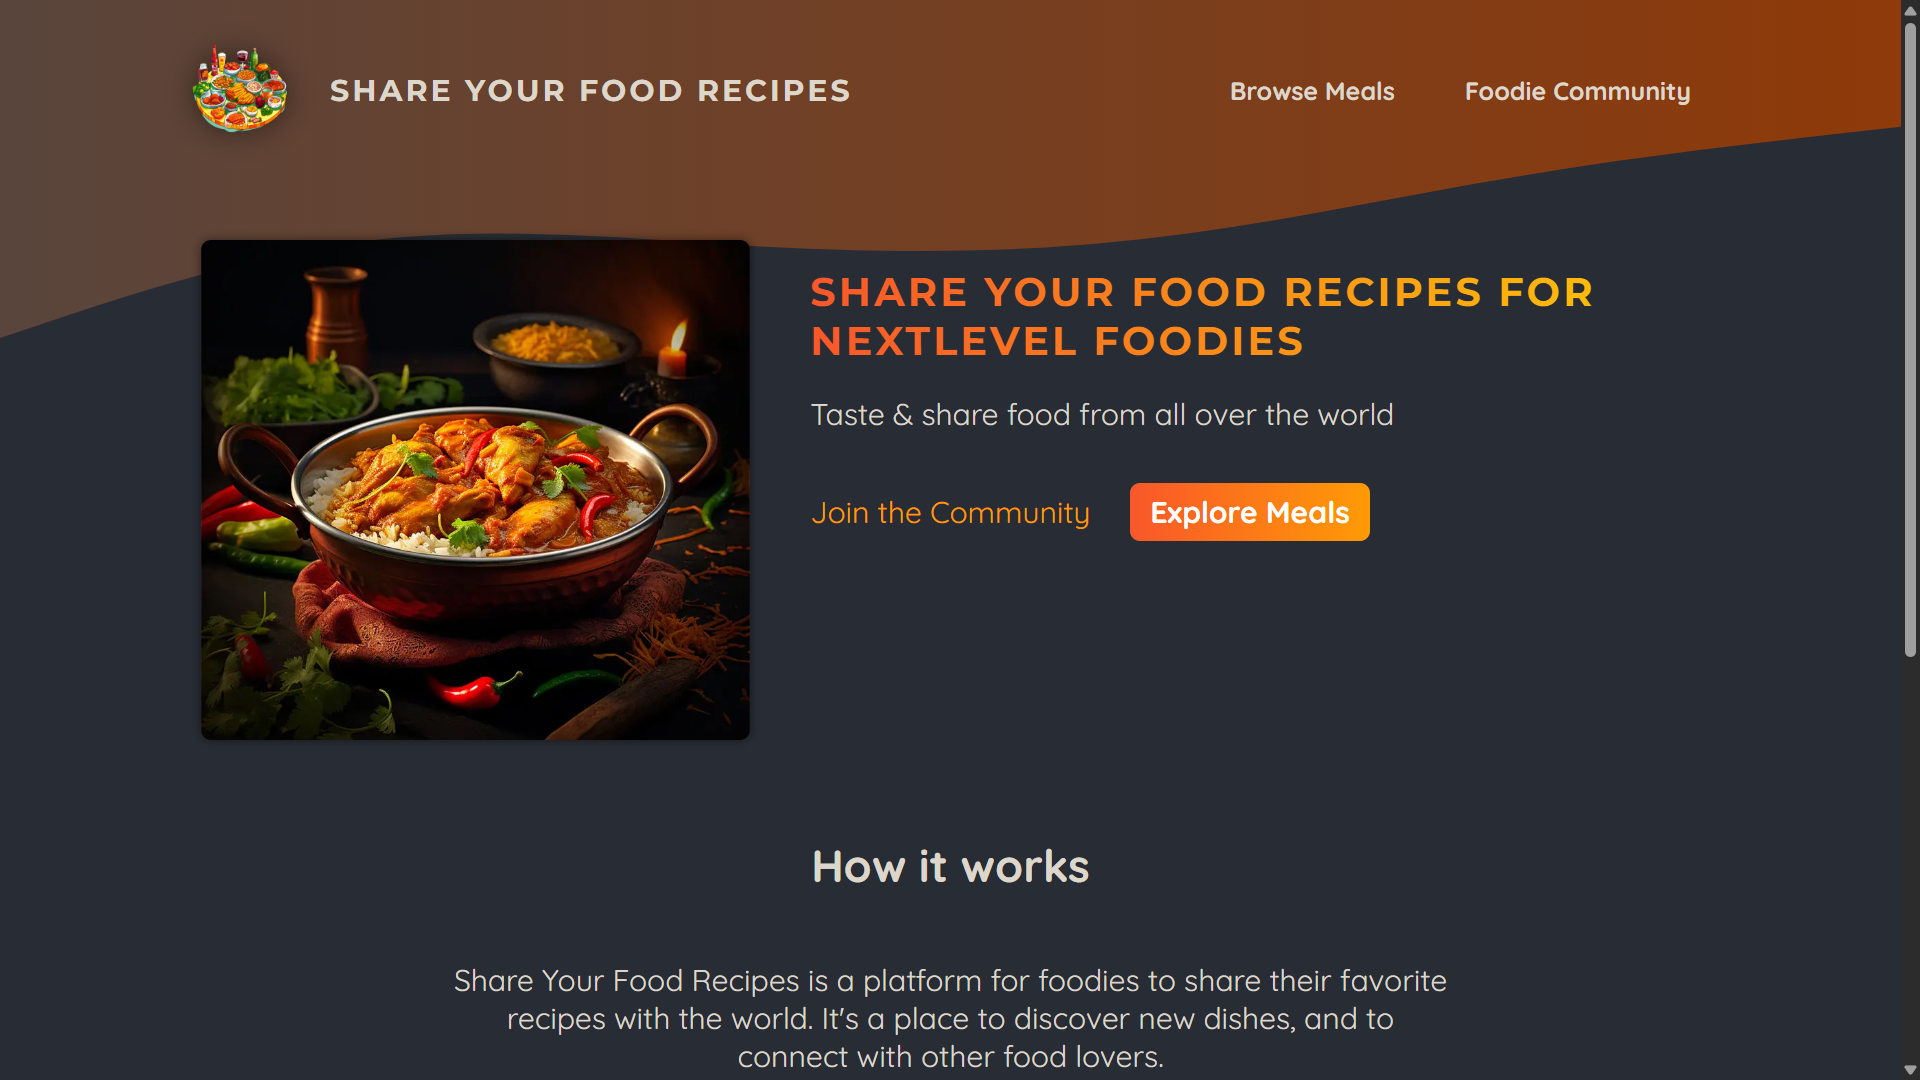 SHARE YOUR FOOD RECIPES
Browse Meals
Foodie Community
SHARE YOUR FOOD RECIPES FOR
NEXTLEVEL FOODIES
Taste & share food from all over the world
Join the Community
Explore Meals
How it works
Share Your Food Recipes is a platform for foodies to share their favorite
recipes with the world. It's a place to discover new dishes, and to
connect with other food lovers.